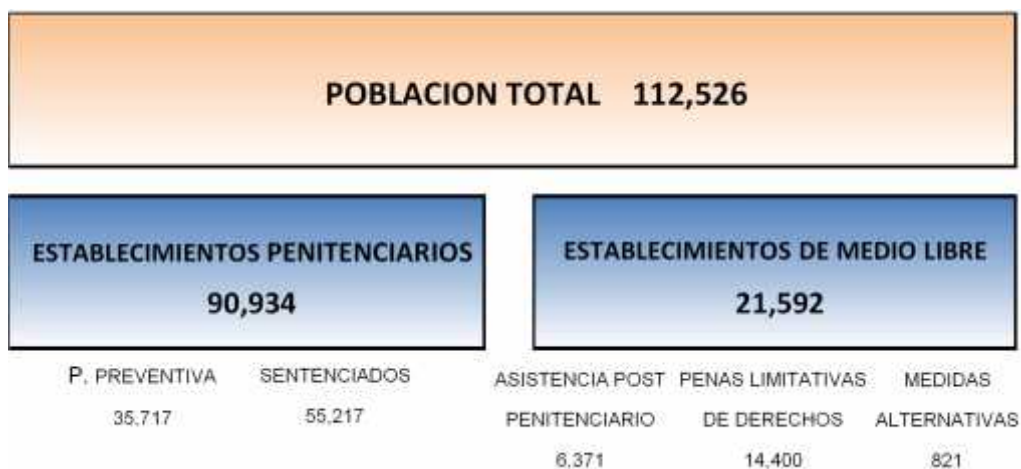 POBLACION TOTAL 112,526
ESTABLECIMIENTOS PENITENCIARIOS
90,934
ESTABLECIMIENTOS DE MEDIO LIBRE
21,592
P. PREVENTIVA
35,717
SENTENCIADOS
55,217
ASISTENCIA POST
PENITENCIARIO
6,371
PENAS LIMITATIVAS
DE DERECHOS
14,400
MEDIDAS
ALTERNATIVAS
821